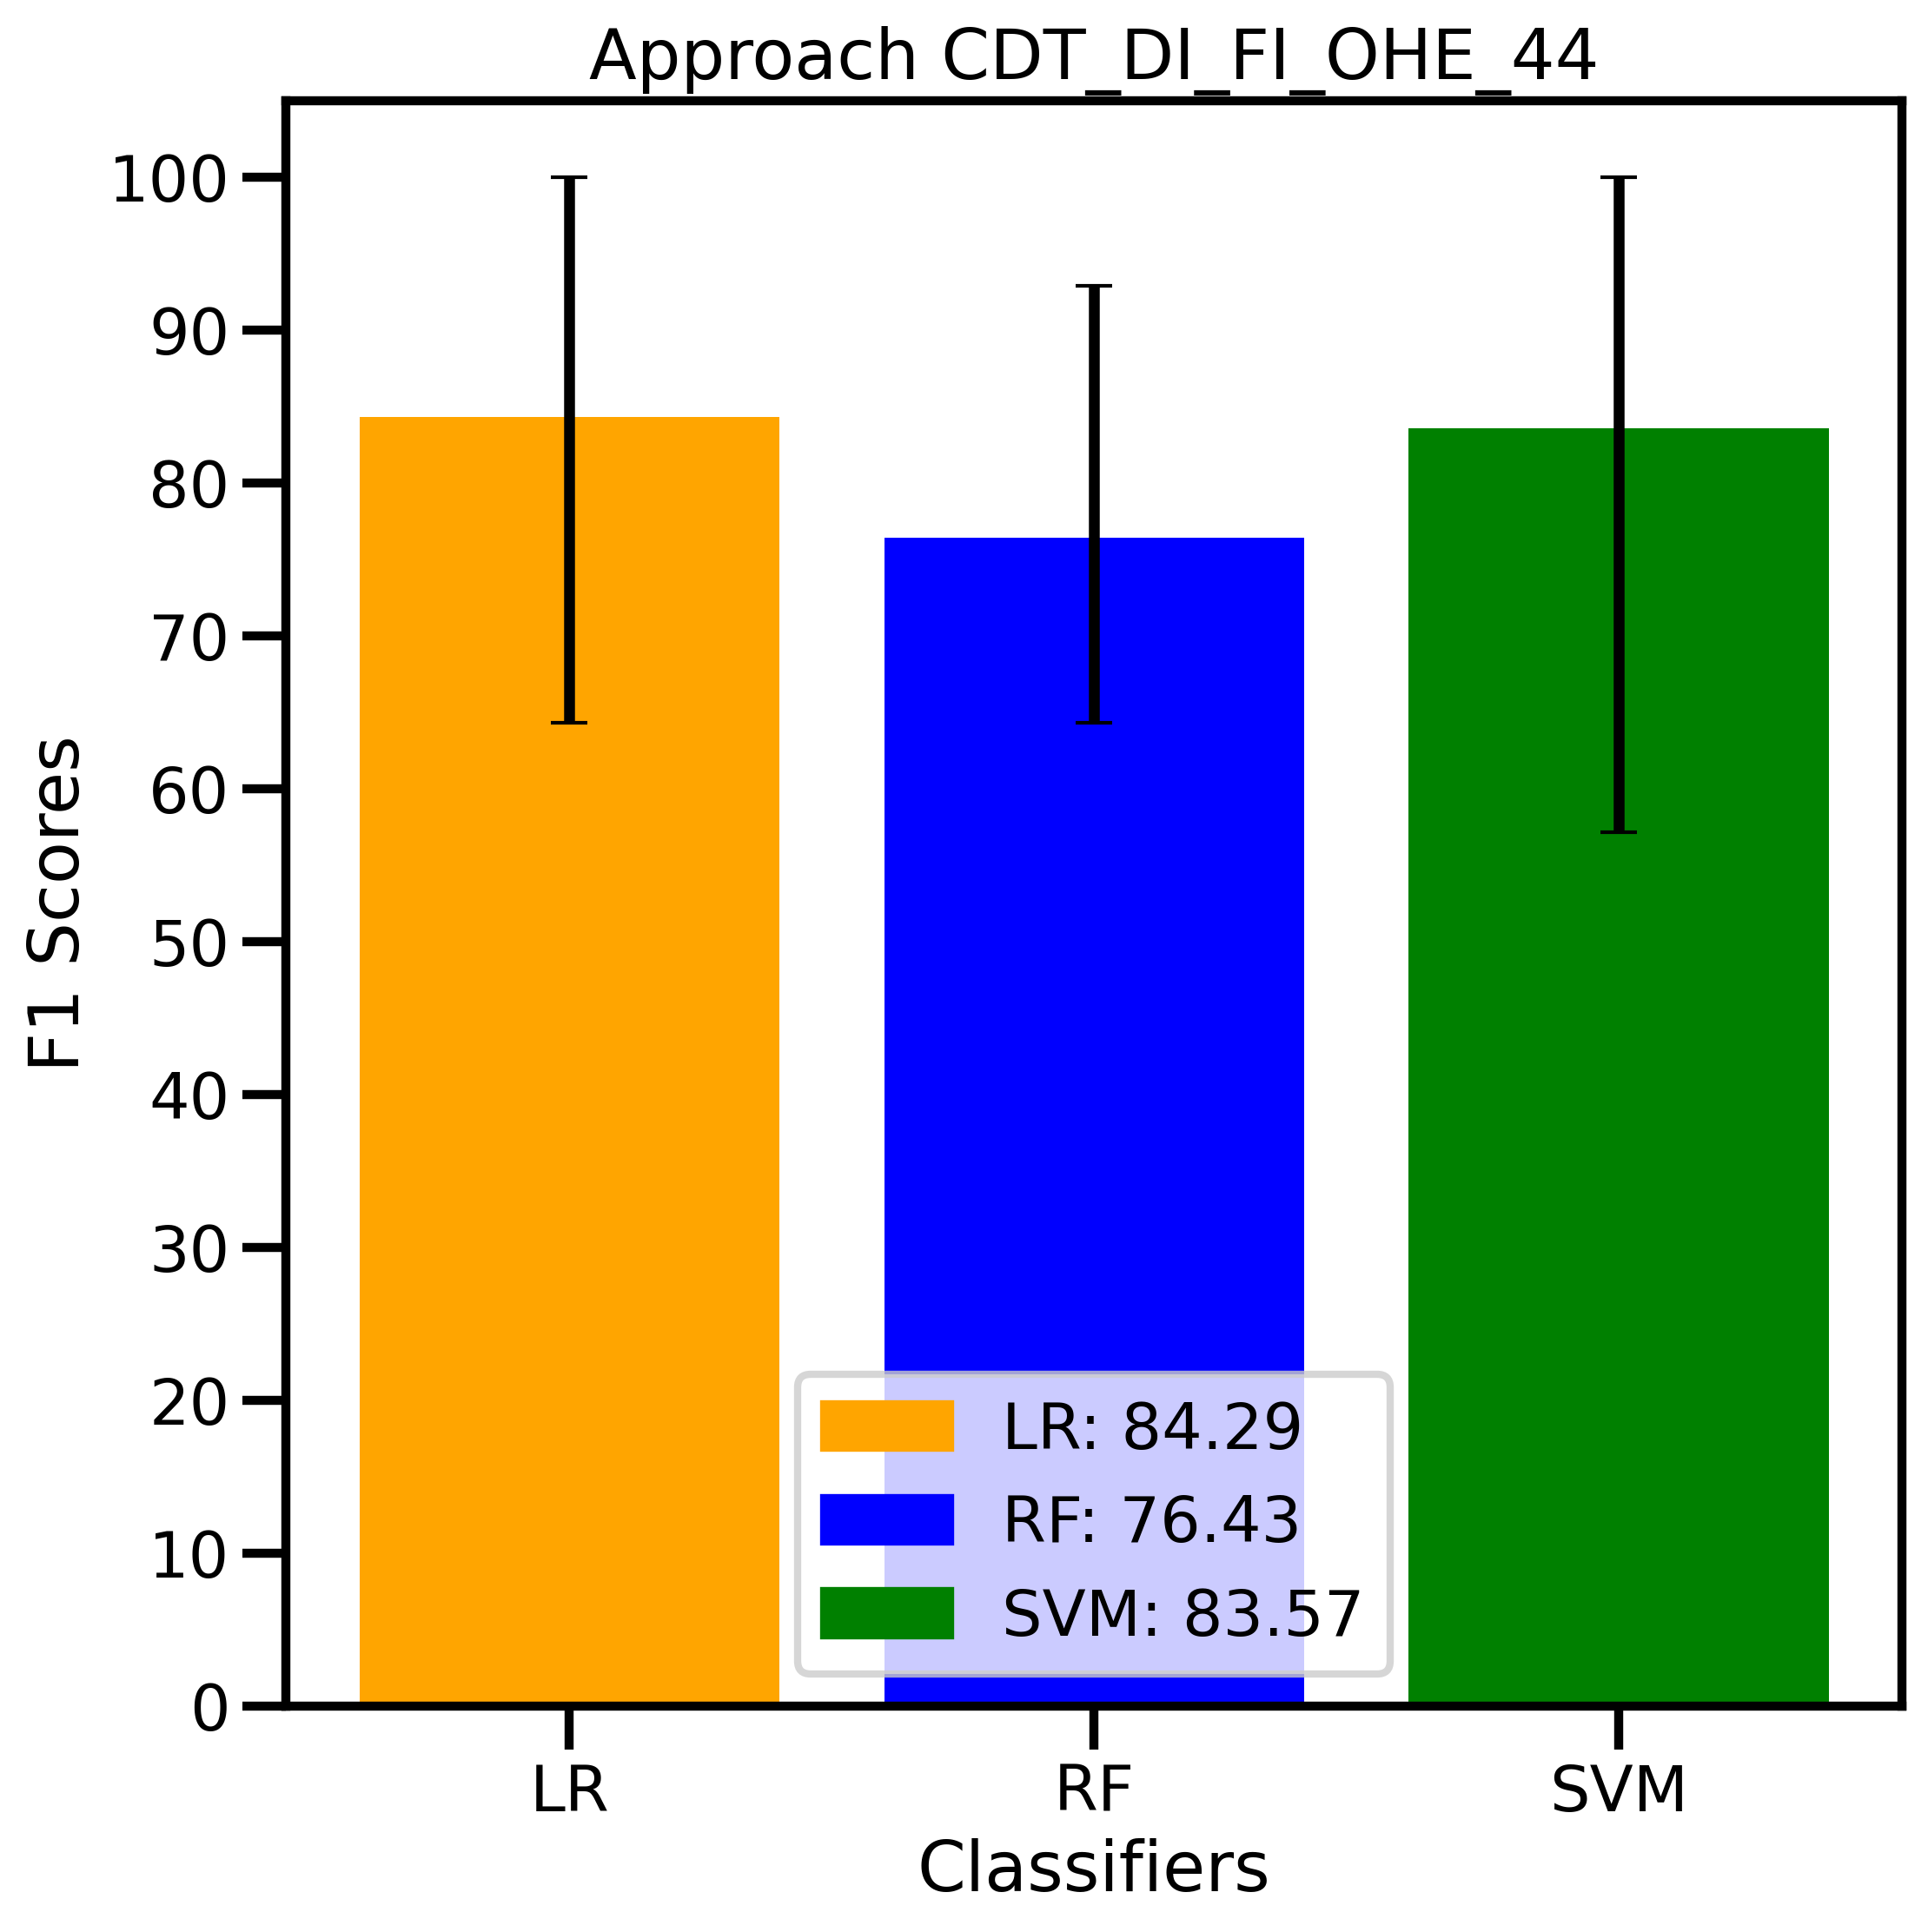 Approach CDT_DI_FI_OHE_44
100
90
80
70
60
50
40
30
20
10
0
F1 Scores
LR: 84.29
RF: 76.43
SVM: 83.57
LR
RF
SVM
Classifiers